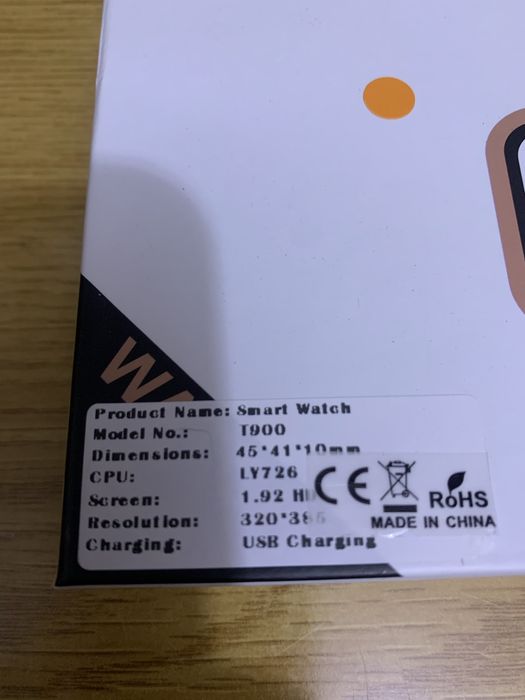 WA
Product Name: Smart Watch
Model No.: T900
Dimensions: 45*41*10mm
CPU: LY726
Screen: 1.92 HD
Resolution: 320*385
Charging: USB Charging
CE
RoHS
MADE IN CHINA